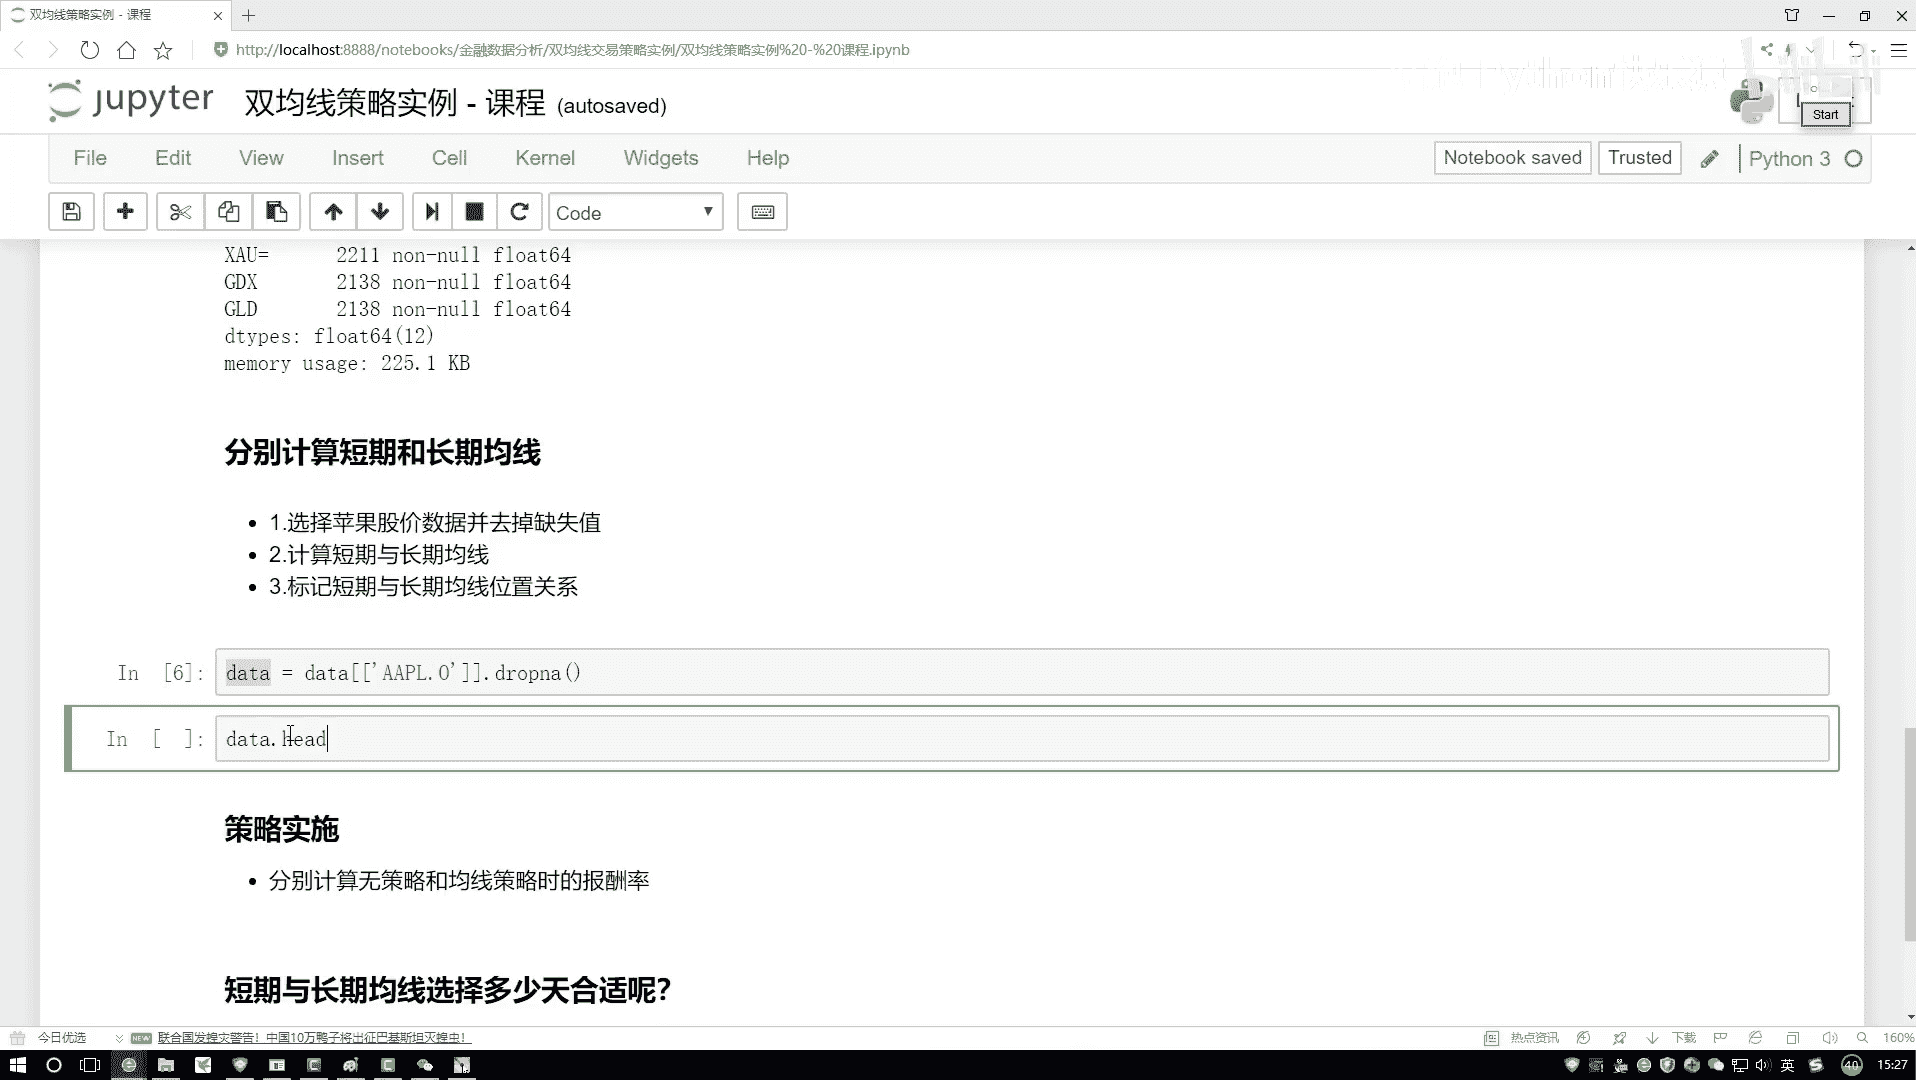 双均线策略实例 - 课程
http://localhost:8888/notebooks/金融数据分析/双均线交易策略实例/双均线策略实例%20-%20课程.ipynb
jupyter 双均线策略实例 - 课程 (autosaved)
Start
File Edit View Insert Cell Kernel Widgets Help Notebook saved Trusted Python 3
Code
XAU= 2211 non-null float64
GDX 2138 non-null float64
GLD 2138 non-null float64
dtypes: float64(12)
memory usage: 225.1 KB
分别计算短期和长期均线
1.选择苹果股价数据并去掉缺失值
2.计算短期与长期均线
3.标记短期与长期均线位置关系
In [6]: data = data[['AAPL.O']].dropna()
In [ ]: data.head
策略实施
分别计算无策略和均线策略时的报酬率
短期与长期均线选择多少天合适呢?
今日优选 NEW 联合国发蝗灾警告！中国10万鸭子将出征巴基斯坦灭蝗虫！ 热点资讯 下载 160%
英 40 15:27